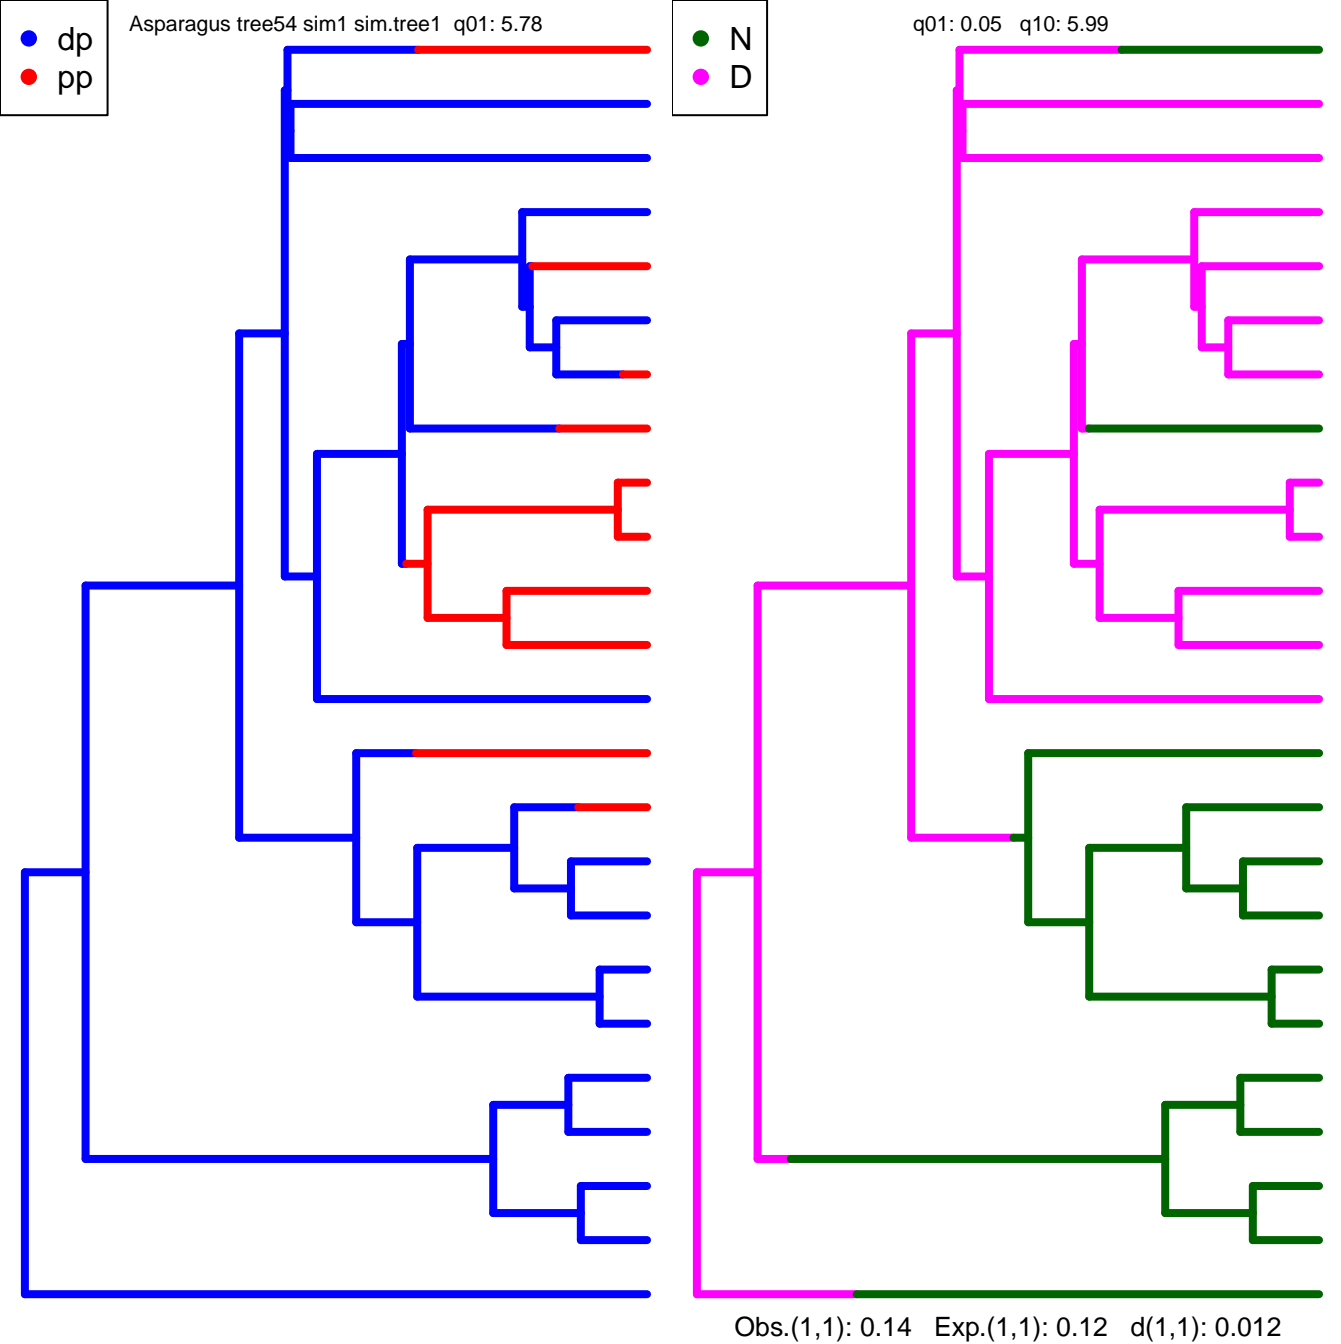 Asparagus tree54 sim1 sim.tree1 q01: 5.78
dp
pp
q01: 0.05 q10: 5.99
N
D
Obs.(1,1): 0.14 Exp.(1,1): 0.12 d(1,1): 0.012